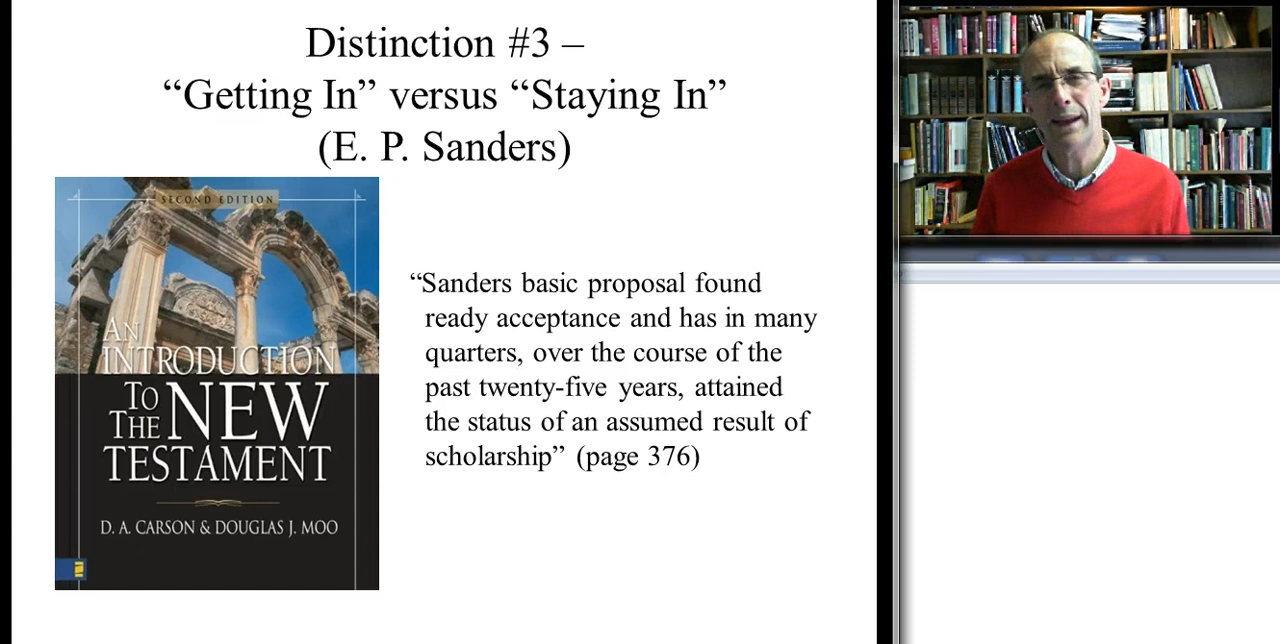 Distinction #3 –
“Getting In” versus “Staying In”
(E. P. Sanders)
SECOND EDITION
AN
INTRODUCTION
TO
THE NEW
TESTAMENT
D. A. CARSON & DOUGLAS J. MOO
“Sanders basic proposal found
ready acceptance and has in many
quarters, over the course of the
past twenty-five years, attained
the status of an assumed result of
scholarship” (page 376)